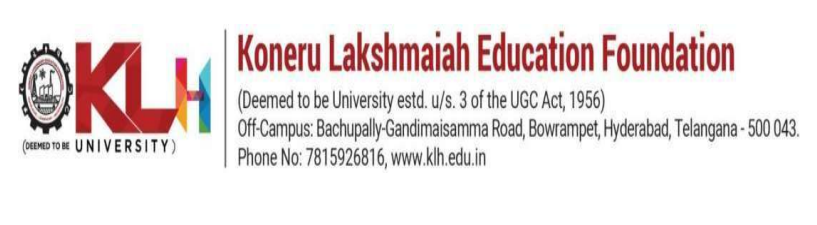 KLH
(DEEMED TO BE UNIVERSITY)
Koneru Lakshmaiah Education Foundation
(Deemed to be University estd. u/s. 3 of the UGC Act, 1956)
Off-Campus: Bachupally-Gandimaisamma Road, Bowrampet, Hyderabad, Telangana - 500 043.
Phone No: 7815926816, www.klh.edu.in